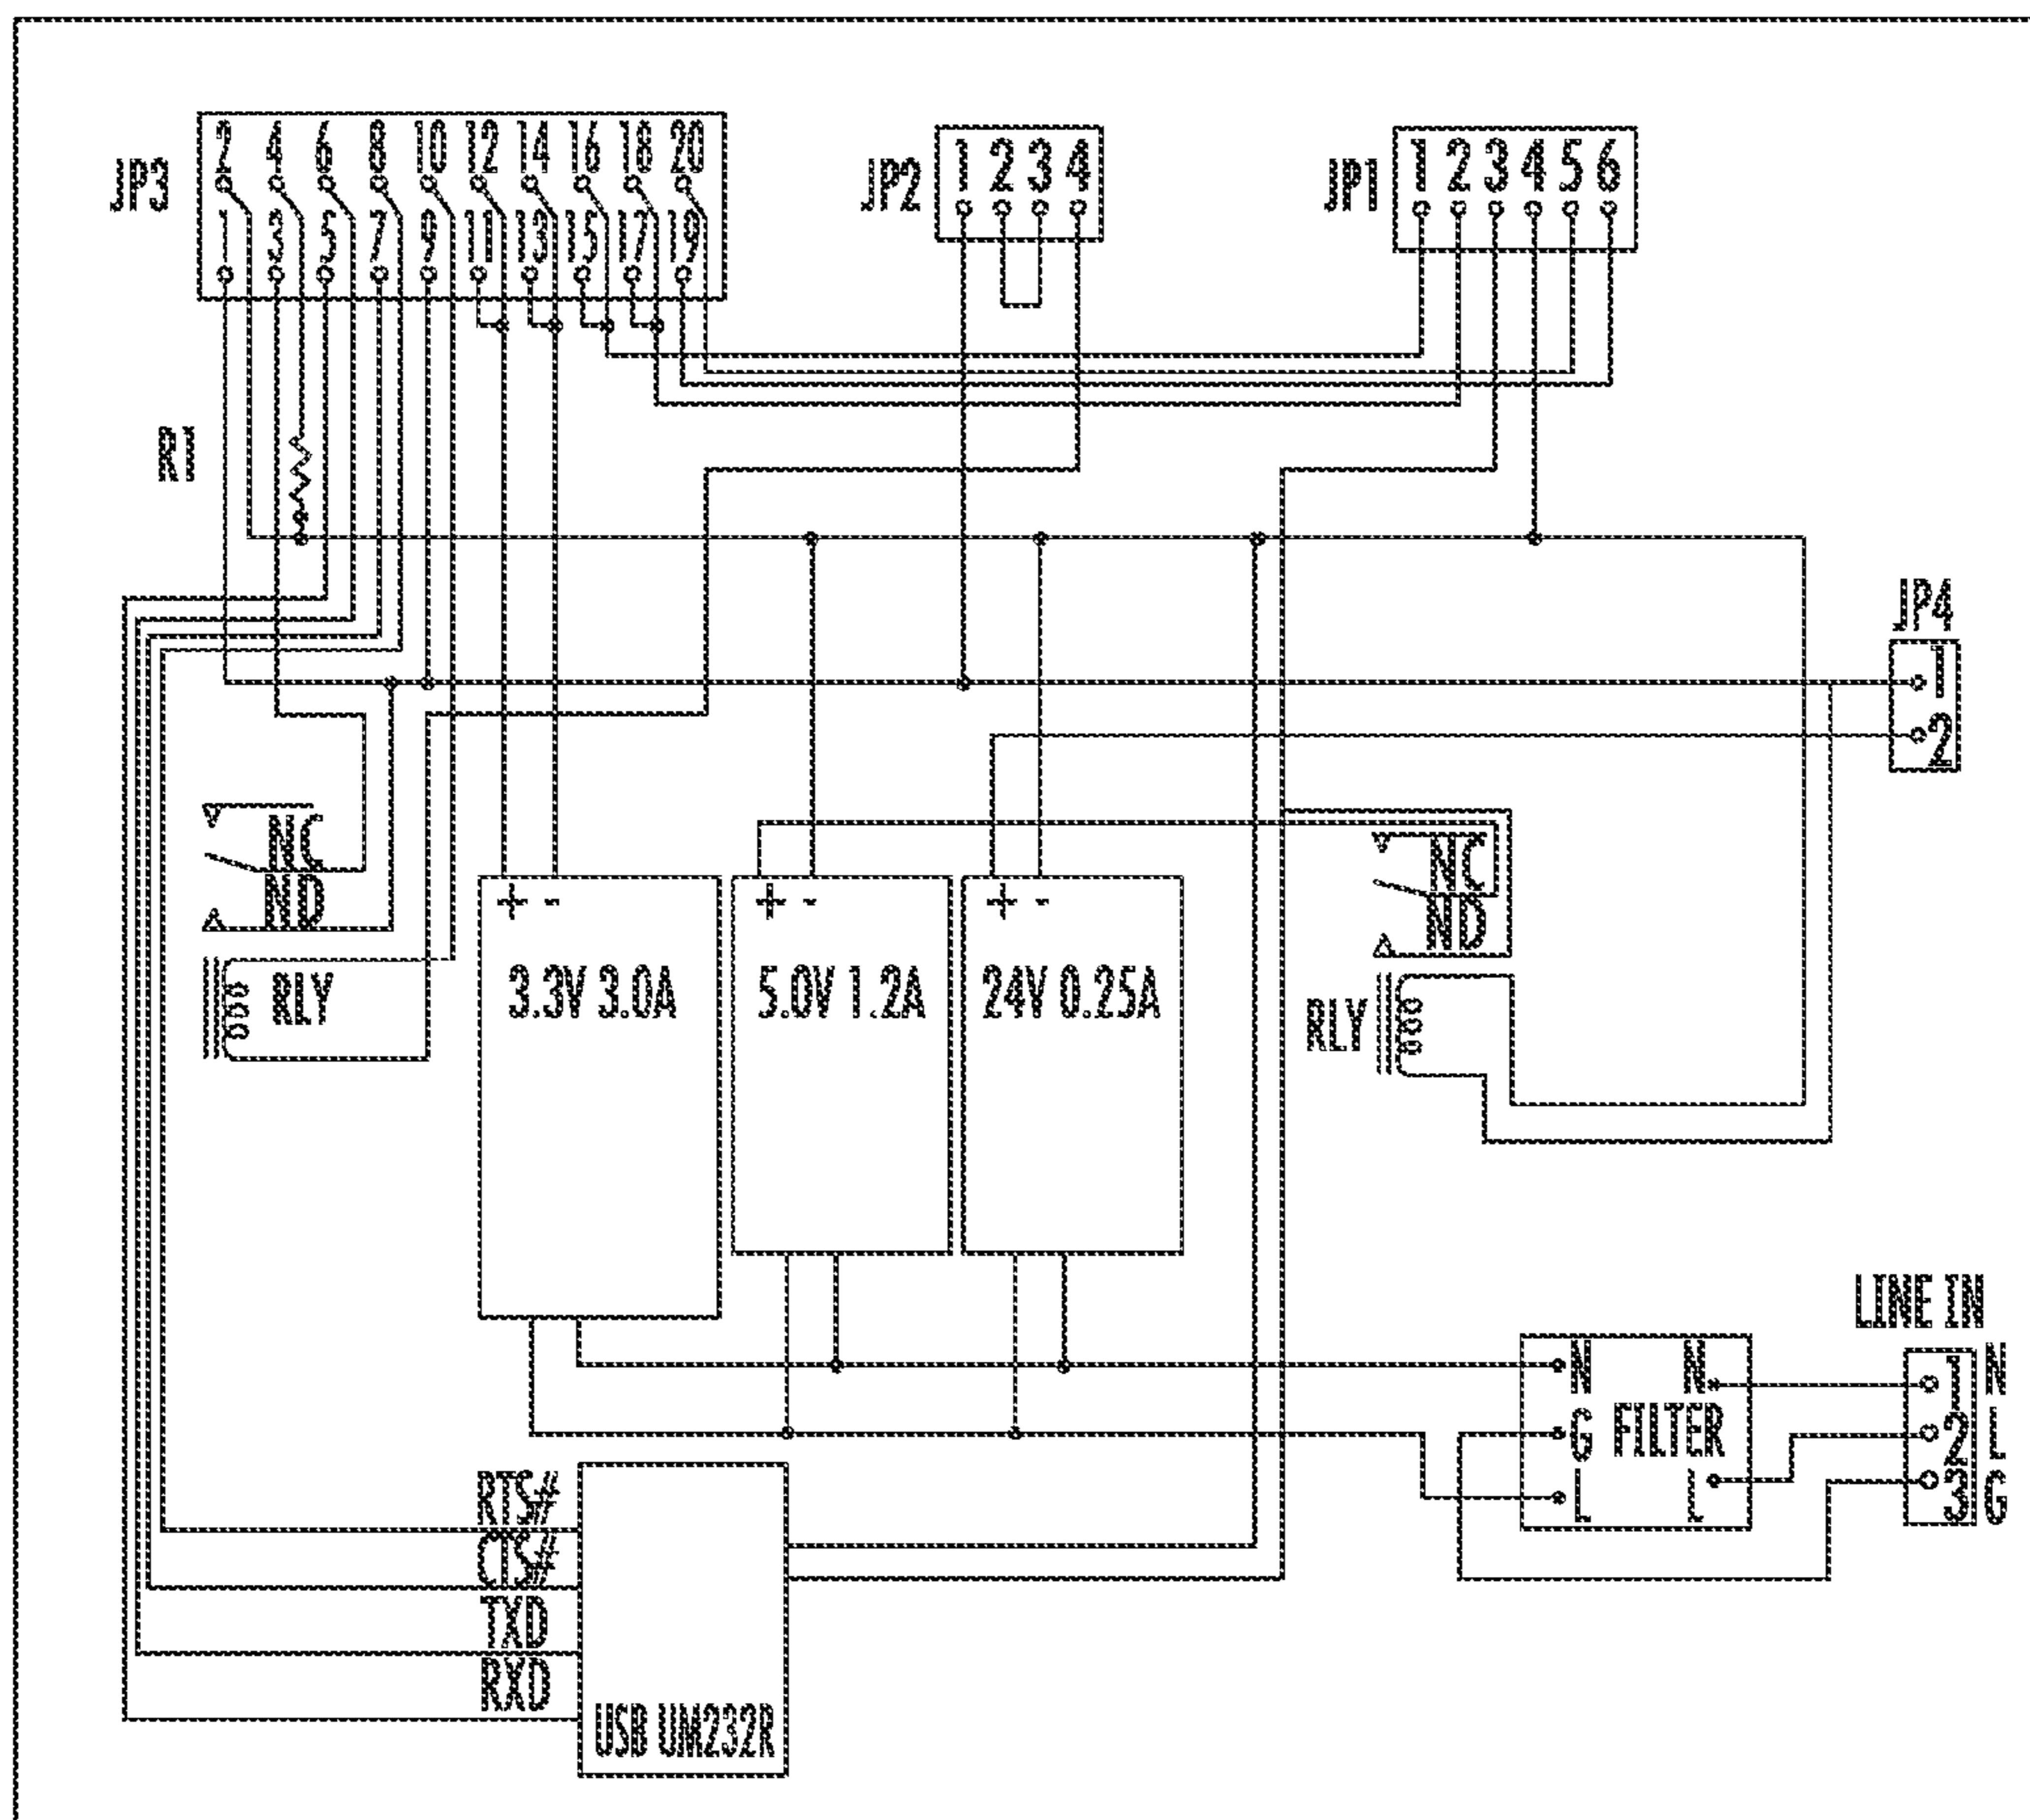 JP3
2 4 6 8 10 12 14 16 18 20
1 3 5 7 9 11 13 15 17 19
JP2
1 2 3 4
JP1
1 2 3 4 5 6
R1
JP4
1
2
NC
ND
RLY
+ -
3.3V 3.0A
+ -
5.0V 1.2A
+ -
24V 0.25A
NC
ND
RLY
LINE IN
N N
G FILTER
L L
1 N
2 L
3 G
RTS#
CTS#
TXD
RXD
USB UM232R